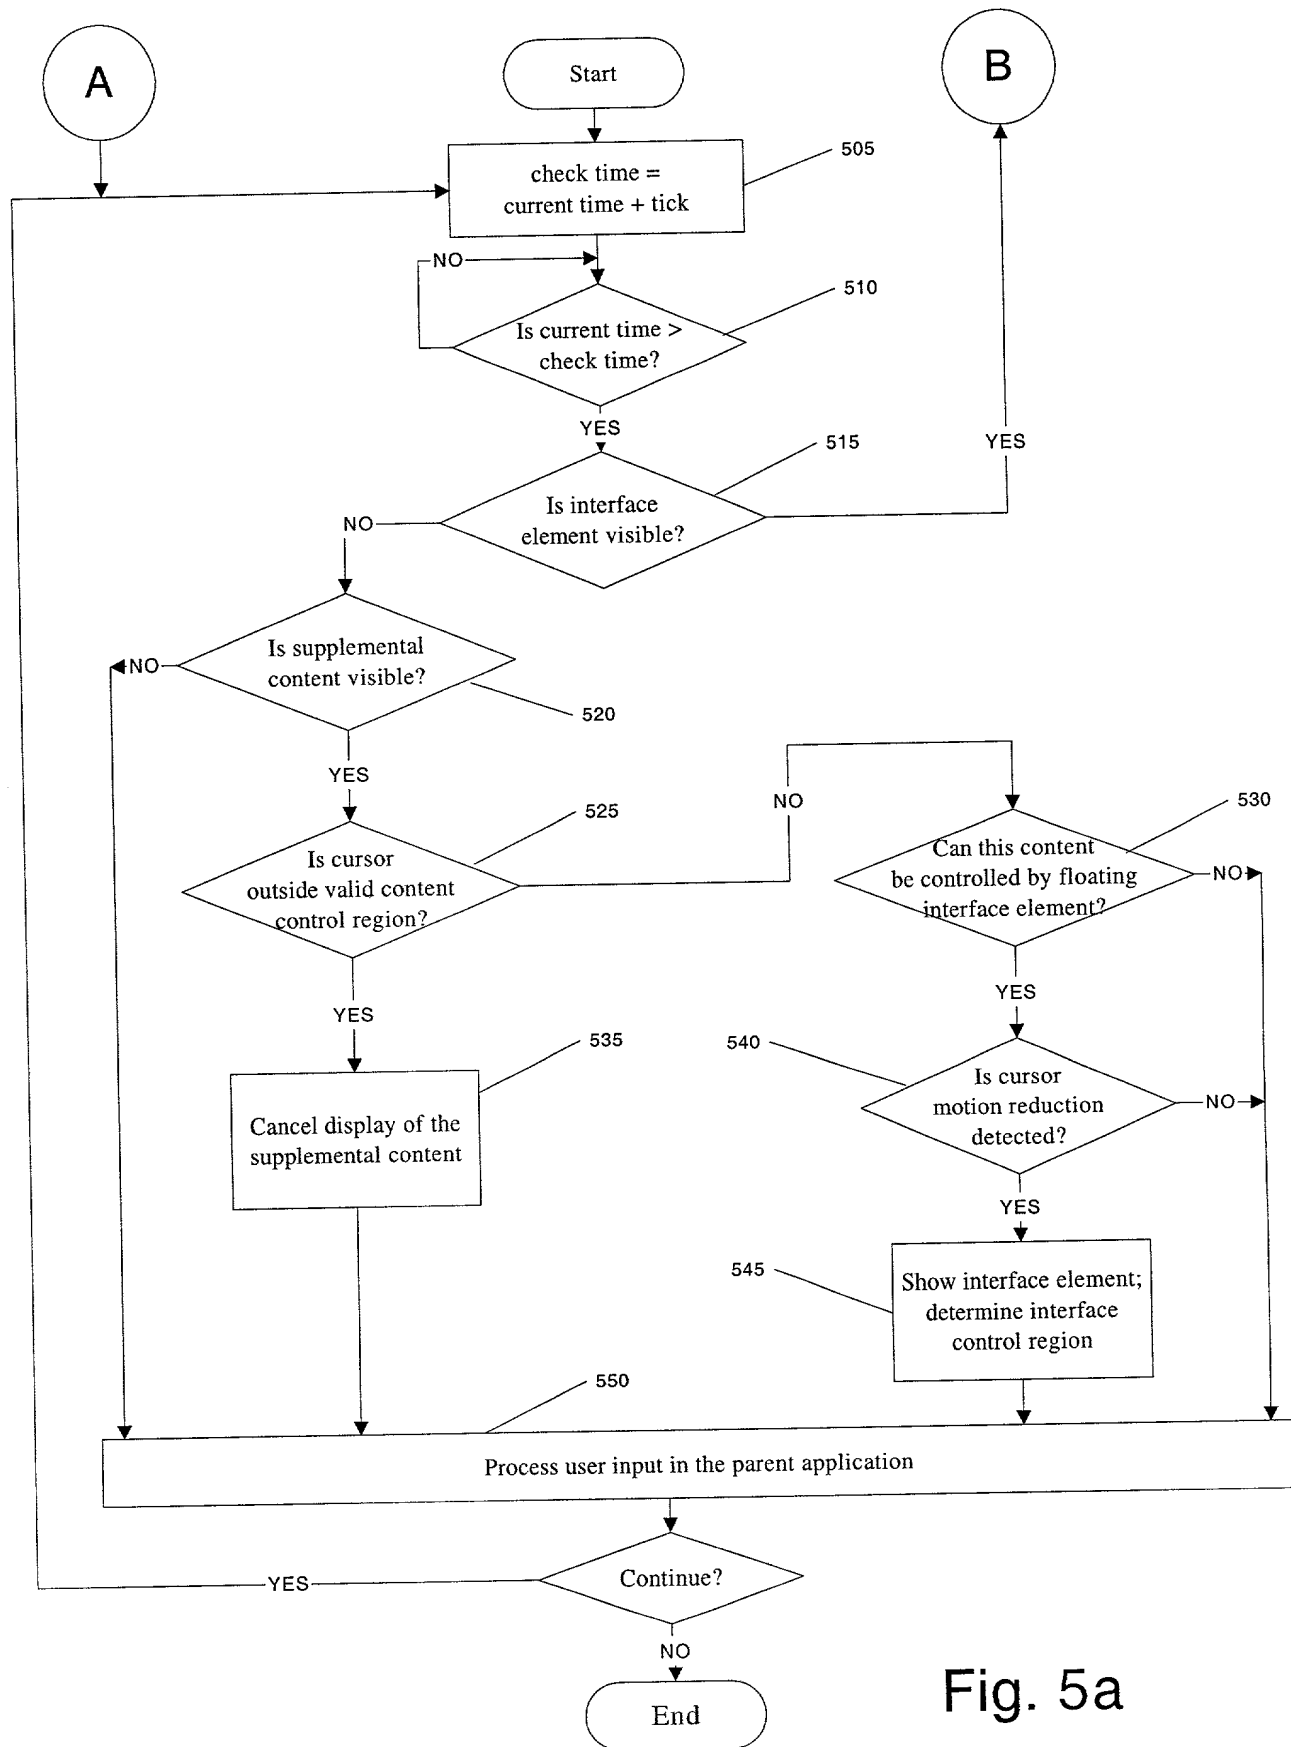 A
Start
B
505
check time =
current time + tick
NO
510
Is current time >
check time?
YES
515
YES
Is interface
element visible?
NO
Is supplemental
content visible?
NO
520
YES
525
NO
530
Is cursor
outside valid content
control region?
Can this content
be controlled by floating
interface element?
NO
YES
YES
535
540
Is cursor
motion reduction
detected?
NO
Cancel display of the
supplemental content
YES
545
Show interface element;
determine interface
control region
550
Process user input in the parent application
Continue?
YES
NO
End
Fig. 5a